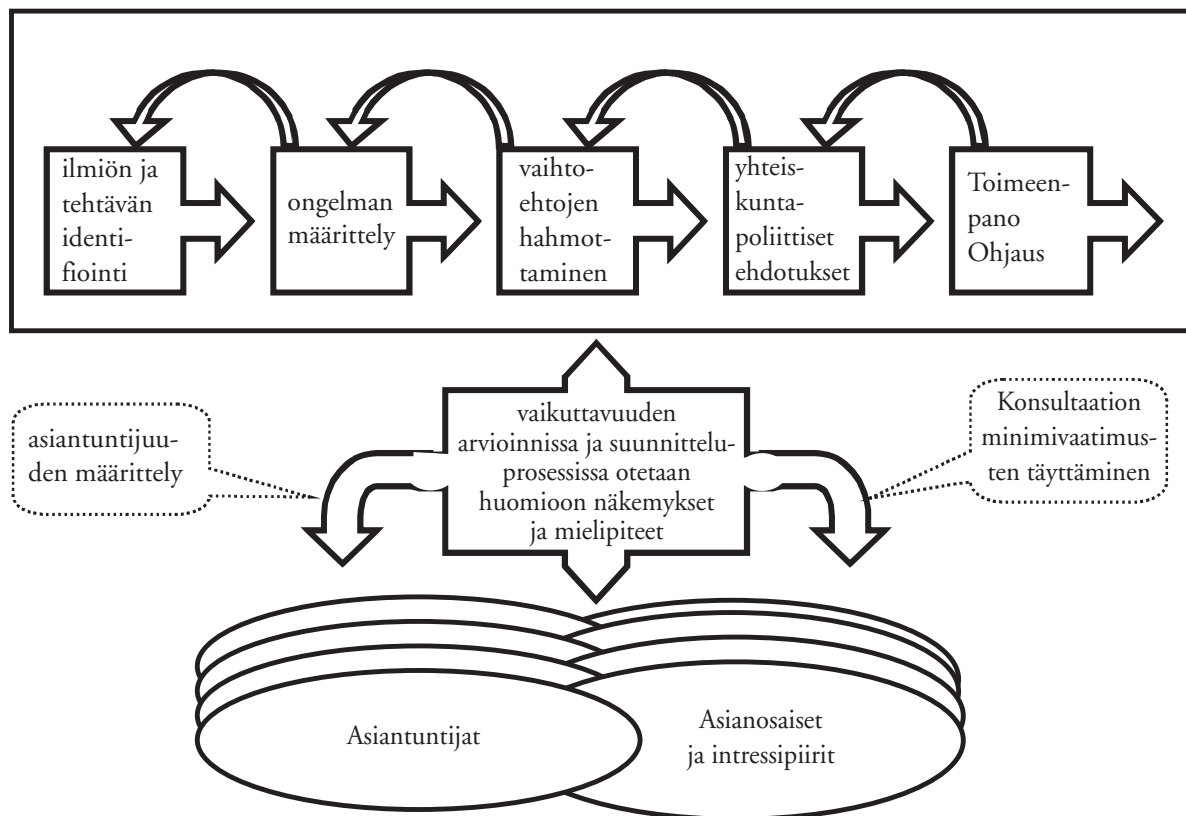 ilmiön ja
tehtävän
identi-
fiointi
ongelman
määrittely
vaihto-
ehtojen
hahmot-
taminen
yhteis-
kunta-
poliittiset
ehdotukset
Toimeen-
pano
Ohjaus
asiantuntijuu-
den määrittely
vaikuttavuuden
arvioinnissa ja suunnittelu-
prosessissa otetaan
huomioon näkemykset
ja mielipiteet
Konsultaation
minimivaatimus-
ten täyttäminen
Asiantuntijat
Asianosaiset
ja intressipiirit